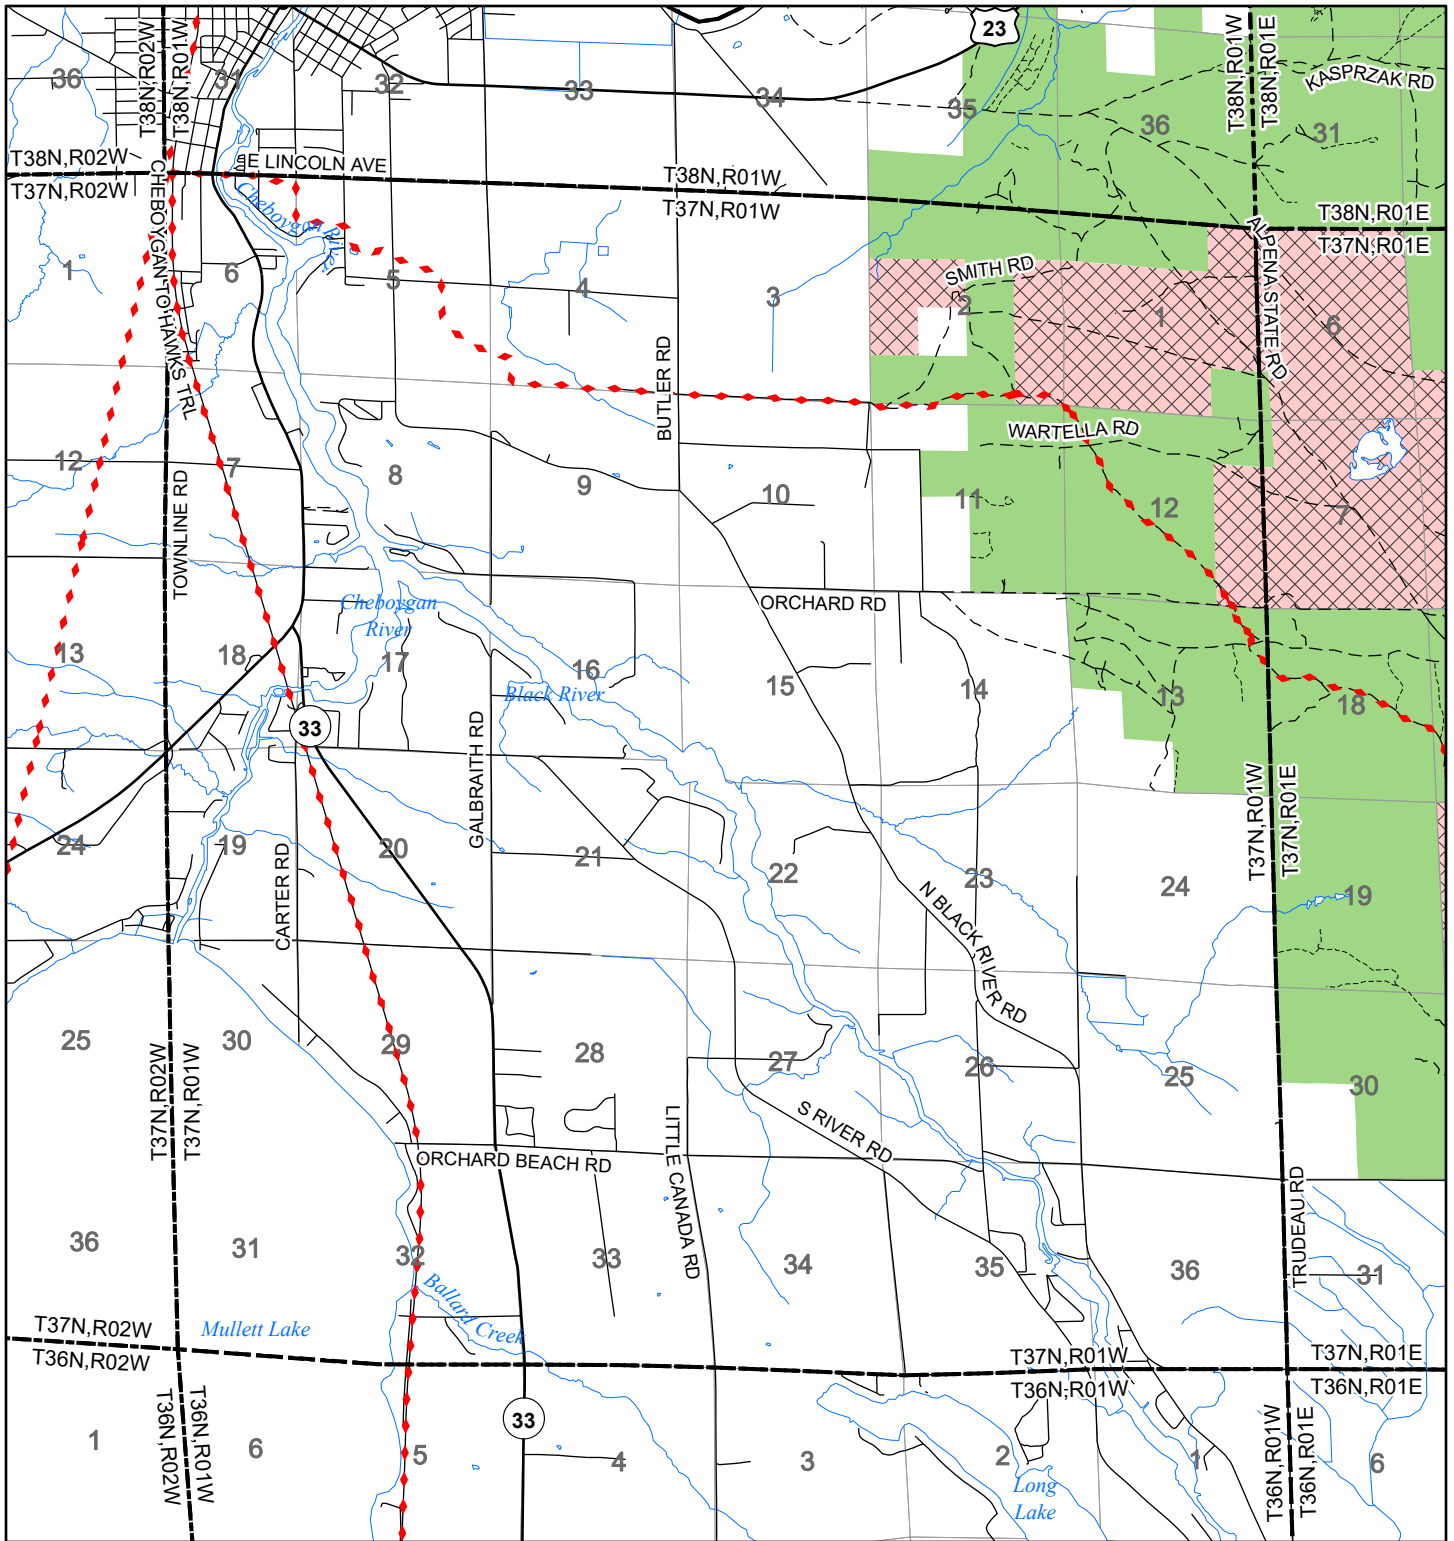 23
T38N,R02W
T38N,R01W
T38N,R01W
T38N,R01E
KASPRZAK RD
36
31
32
33
34
35
36
31
T38N,R02W
T37N,R02W
E LINCOLN AVE
T38N,R01W
T37N,R01W
T38N,R01E
T37N,R01E
CHEBOYGAN TO HAWKS TRL
Cheboygan River
ALPENA STATE RD
SMITH RD
1
6
5
4
3
2
1
6
BUTLER RD
WARTELLA RD
12
7
8
9
10
11
12
7
TOWNLINE RD
Cheboygan
River
ORCHARD RD
13
18
17
16
15
14
13
18
Black River
33
GALBRAITH RD
T37N,R01W
T37N,R01E
24
19
20
21
22
23
24
19
CARTER RD
N BLACK RIVER RD
25
30
29
28
27
26
25
30
T37N,R02W
T37N,R01W
LITTLE CANADA RD
S RIVER RD
ORCHARD BEACH RD
TRUDEAU RD
36
31
32
33
34
35
36
31
Ballard Creek
Mullett Lake
T37N,R02W
T36N,R02W
T37N,R01W
T36N,R01W
T37N,R01E
T36N,R01E
T36N,R02W
T36N,R01W
33
T36N,R01W
T36N,R01E
1
6
5
4
3
2
1
6
Long
Lake